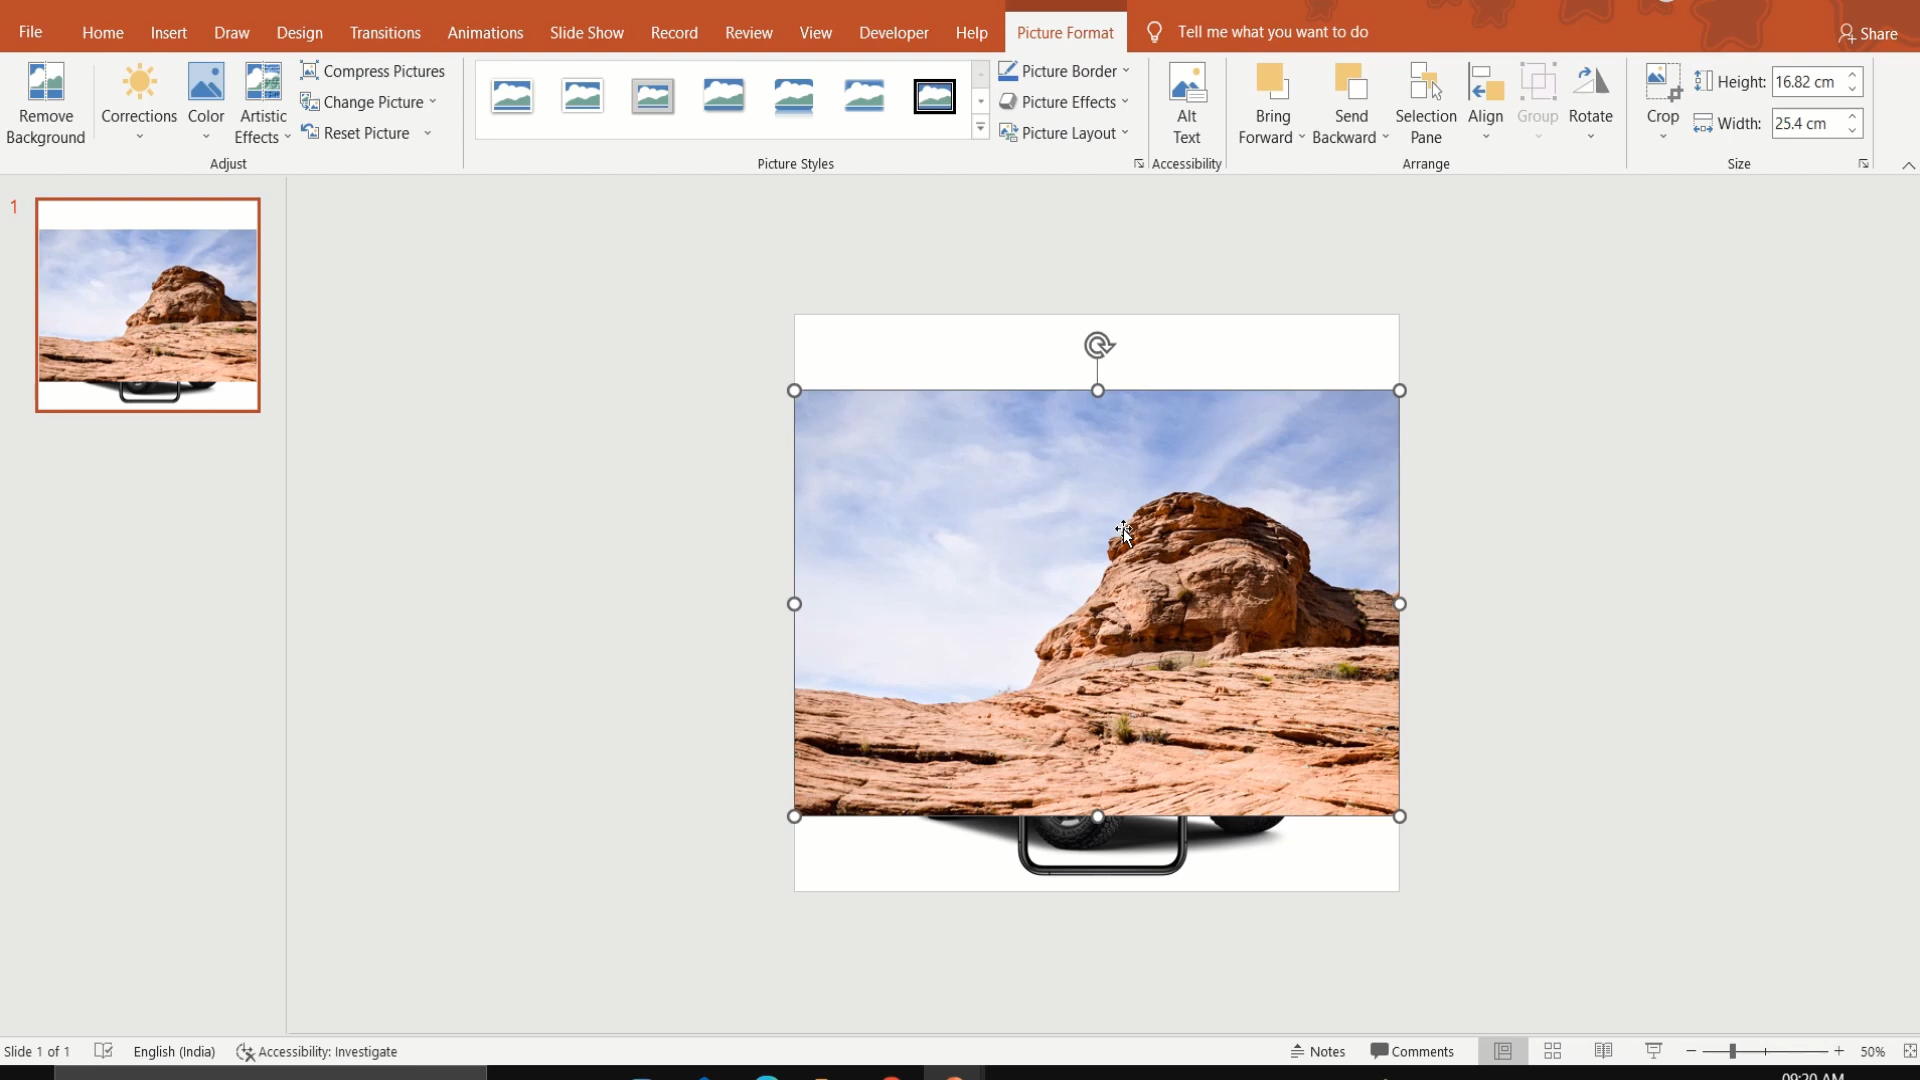 File Home Insert Draw Design Transitions Animations Slide Show Record Review View Developer Help Picture Format Tell me what you want to do Share
Remove Background
Corrections
Color
Artistic Effects
Compress Pictures
Change Picture
Reset Picture
Adjust
Picture Styles
Picture Border
Picture Effects
Picture Layout
Alt Text
Accessibility
Bring Forward
Send Backward
Selection Pane
Align
Group
Rotate
Arrange
Crop
Height: 16.82 cm
Width: 25.4 cm
Size
1
Slide 1 of 1 English (India) Accessibility: Investigate Notes Comments 50%
09:20 AM